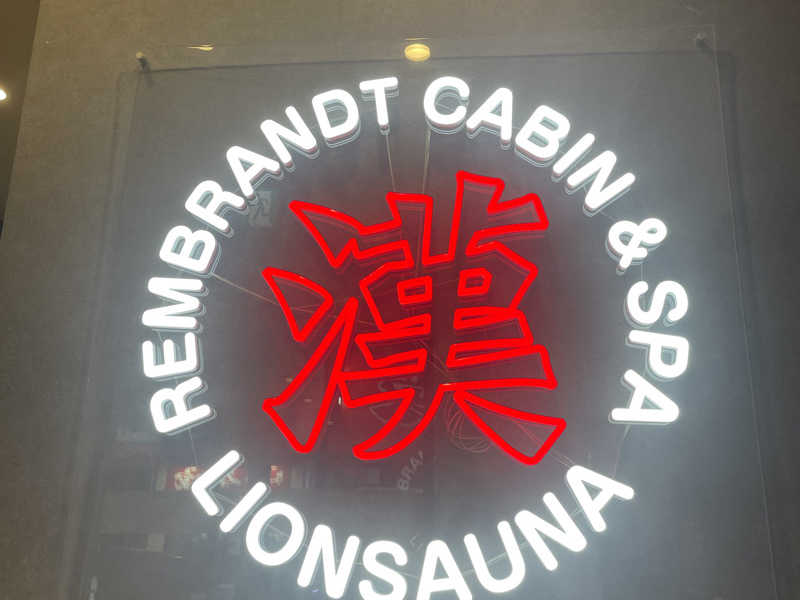 REMBRANDT CABIN & SPA
漢
LIONSAUNA